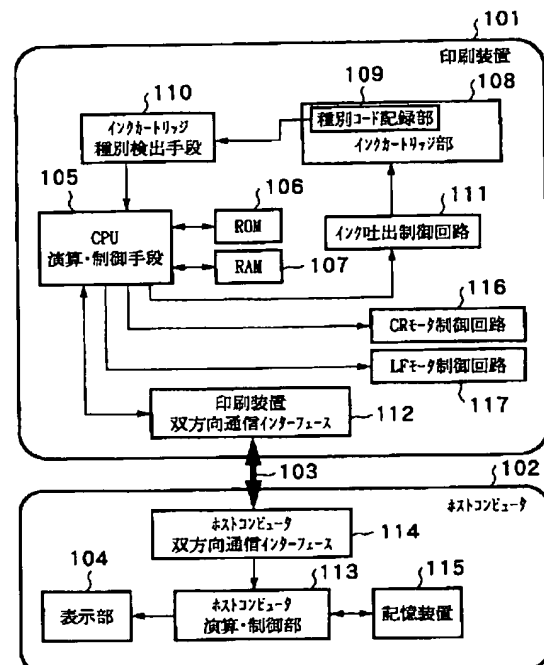 101
印刷装置
110
109
108
インクカートリッジ
種別検出手段
種別コード記録部
インクカートリッジ部
105
106
111
CPU
演算・制御手段
ROM
インク吐出制御回路
RAM
107
116
CRモータ制御回路
LFモータ制御回路
117
印刷装置
双方向通信インターフェース
112
103
102
ホストコンピュータ
ホストコンピュータ
双方向通信インターフェース
114
104
113
115
表示部
ホストコンピュータ
演算・制御部
記憶装置